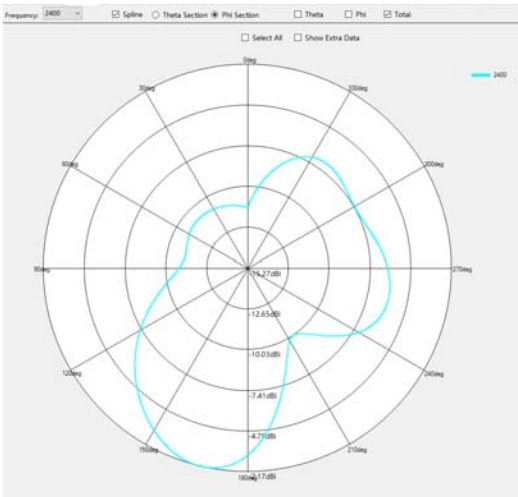 Frequency: 2400 Spline Theta Section Phi Section Theta Phi Total
Select All Show Extra Data
0deg
2400
30deg 330deg
60deg 300deg
90deg -15.27dBi 270deg
-12.65dBi
-10.03dBi
120deg 240deg
-7.41dBi
-4.79dBi
150deg 210deg
180deg -2.17dBi